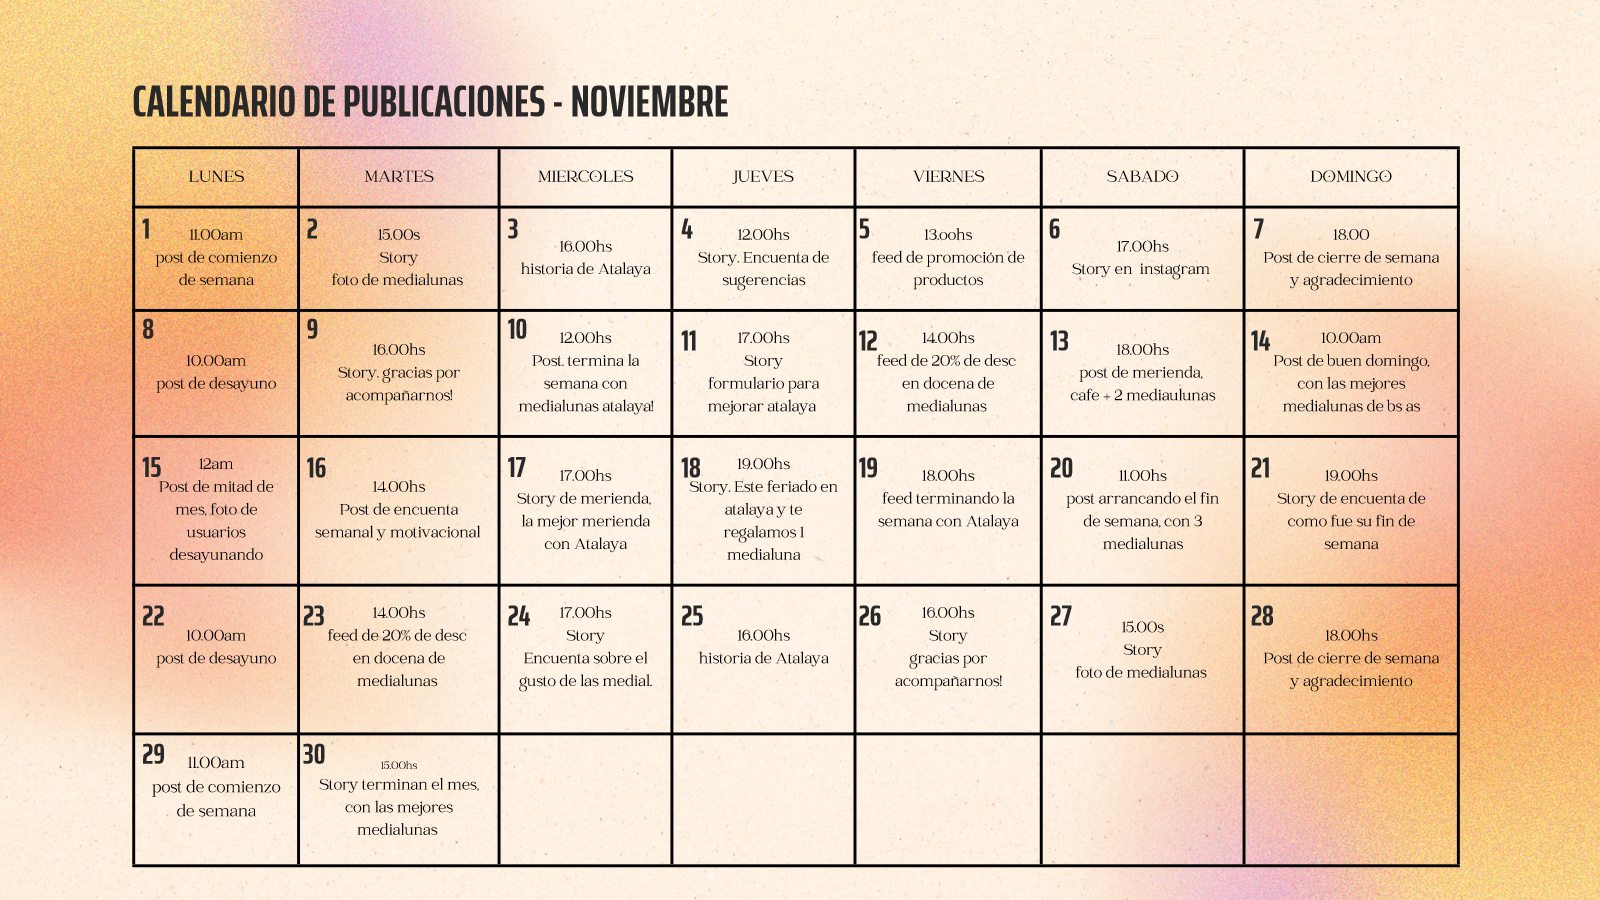 CALENDARIO DE PUBLICACIONES - NOVIEMBRE
LUNES
MARTES
MIERCOLES
JUEVES
VIERNES
SABADO
DOMINGO
1
11.00am
post de comienzo
de semana
2
15.00s
Story
foto de medialunas
3
16.00hs
historia de Atalaya
4
12.00hs
Story. Encuenta de
sugerencias
5
13.oohs
feed de promoción de
productos
6
17.00hs
Story en instagram
7
18.00
Post de cierre de semana
y agradecimiento
8
10.00am
post de desayuno
9
16.00hs
Story. gracias por
acompañarnos!
10
12.00hs
Post. termina la
semana con
medialunas atalaya!
11
17.00hs
Story
formulario para
mejorar atalaya
12
14.00hs
feed de 20% de desc
en docena de
medialunas
13
18.00hs
post de merienda,
cafe + 2 mediaulunas
14
10.00am
Post de buen domingo,
con las mejores
medialunas de bs as
15
12am
Post de mitad de
mes, foto de
usuarios
desayunando
16
14.00hs
Post de encuenta
semanal y motivacional
17
17.00hs
Story de merienda,
la mejor merienda
con Atalaya
18
19.00hs
Story. Este feriado en
atalaya y te
regalamos 1
medialuna
19
18.00hs
feed terminando la
semana con Atalaya
20
11.00hs
post arrancando el fin
de semana, con 3
medialunas
21
19.00hs
Story de encuenta de
como fue su fin de
semana
22
10.00am
post de desayuno
23
14.00hs
feed de 20% de desc
en docena de
medialunas
24
17.00hs
Story
Encuenta sobre el
gusto de las medial.
25
16.00hs
historia de Atalaya
26
16.00hs
Story
gracias por
acompañarnos!
27
15.00s
Story
foto de medialunas
28
18.00hs
Post de cierre de semana
y agradecimiento
29
11.00am
post de comienzo
de semana
30
15.00hs
Story terminan el mes,
con las mejores
medialunas